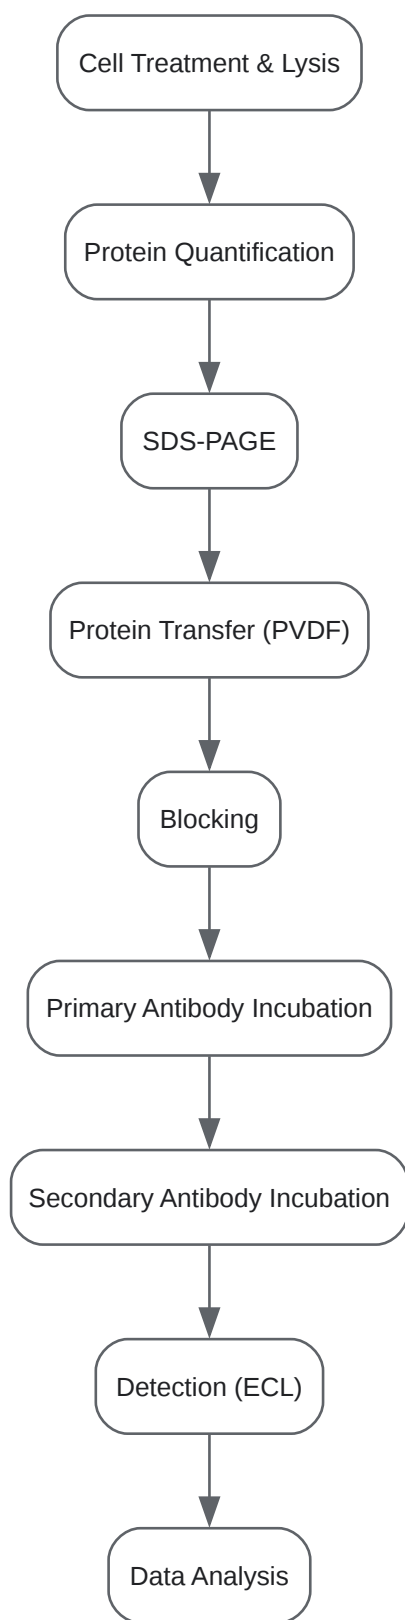 Cell Treatment & Lysis
Protein Quantification
SDS-PAGE
Protein Transfer (PVDF)
Blocking
Primary Antibody Incubation
Secondary Antibody Incubation
Detection (ECL)
Data Analysis